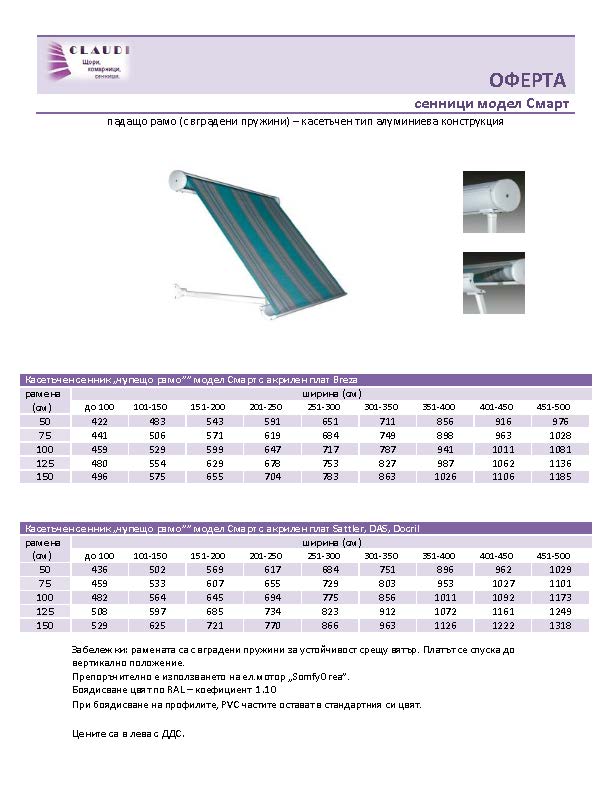 CLAUDI
Щори,
комарници,
сенници.
ОФЕРТА
сенници модел Смарт
падащо рамо (с вградени пружини) – касетъчен тип алуминиева конструкция
Касетъчен сенник „чупещо рамо”” модел Смарт с акрилен плат Breza
рамена ширина (см)
(см) до 100 101-150 151-200 201-250 251-300 301-350 351-400 401-450 451-500
50 422 483 543 591 651 711 856 916 976
75 441 506 571 619 684 749 898 963 1028
100 459 529 599 647 717 787 941 1011 1081
125 480 554 629 678 753 827 987 1062 1136
150 496 575 655 704 783 863 1026 1106 1185
Касетъчен сенник „чупещо рамо”” модел Смарт с акрилен плат Sattler, DAS, Docril
рамена ширина (см)
(см) до 100 101-150 151-200 201-250 251-300 301-350 351-400 401-450 451-500
50 436 502 569 617 684 751 896 962 1029
75 459 533 607 655 729 803 953 1027 1101
100 482 564 645 694 775 856 1011 1092 1173
125 508 597 685 734 823 912 1072 1161 1249
150 529 625 721 770 866 963 1126 1222 1318
Забележки: рамената са с вградени пружини за устойчивост срещу вятър. Платът се спуска до
вертикално положение.
Препоръчително е използването на ел.мотор „Somfy Orea”.
Боядисване цвят по RAL – коефициент 1.10
При боядисване на профилите, PVC частите остават в стандартния си цвят.
Цените са в лева с ДДС.